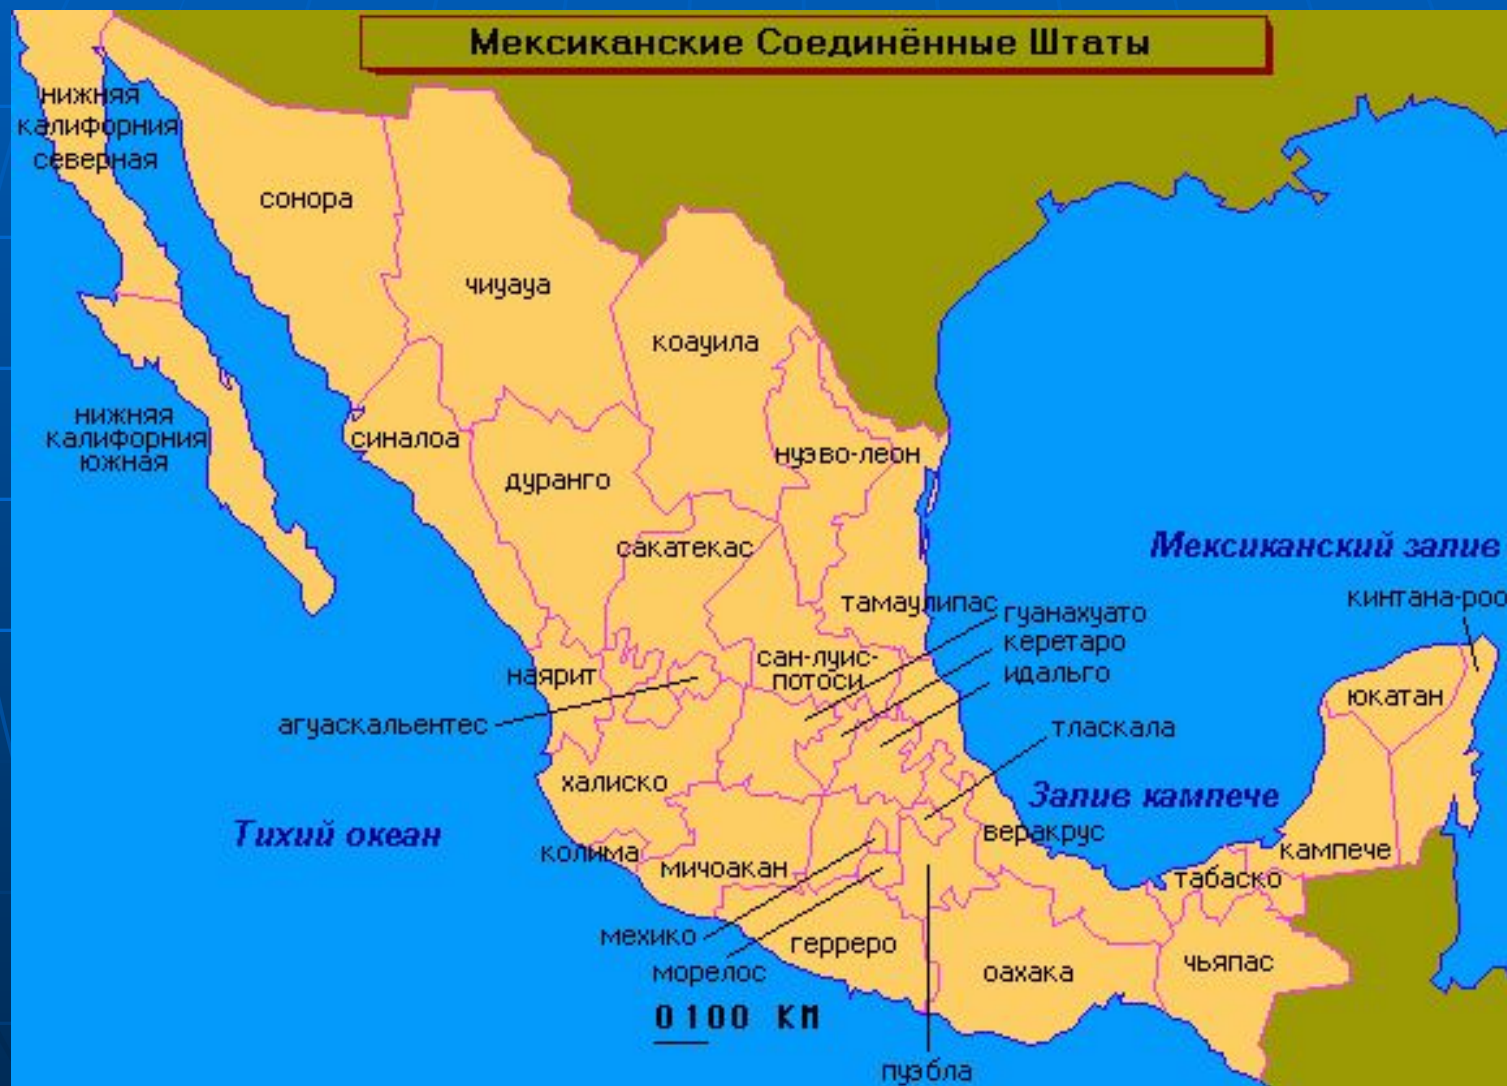 Мексиканские Соединённые Штаты
нижняя
калифорния
северная
сонора
чиуауа
коауила
нижняя
калифорния
южная
синалоа
дуранго
нуэво-леон
сакатекас
Мексиканский залив
тамаулипас
гуанахуато
керетаро
идальго
кинтана-роо
наярит
сан-луис-
потоси
агуаскальентес
юкатан
тласкала
халиско
Залив кампече
Тихий океан
колима
мичоакан
веракрус
кампече
табаско
мехико
морелос
герреро
оахака
чьяпас
0 100 КМ
пуэбла